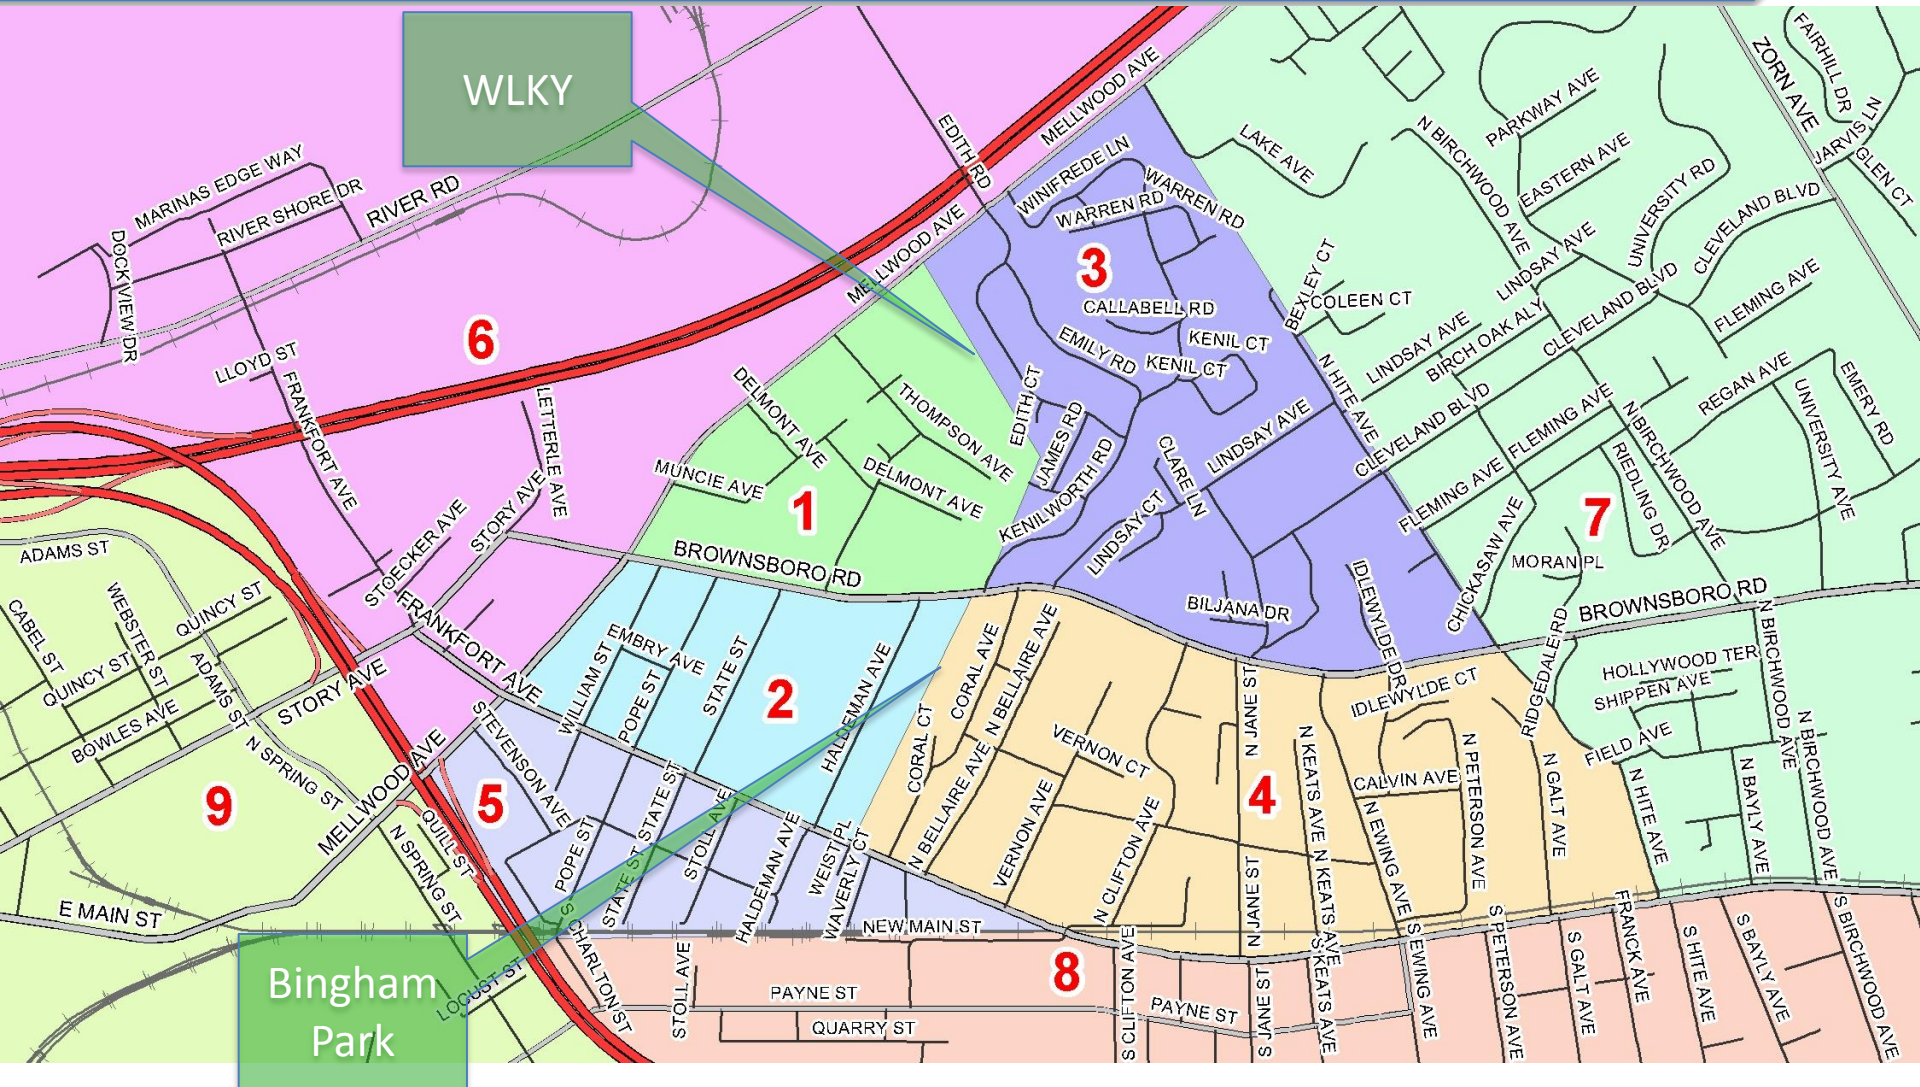 WLKY
ZORN AVE
FAIRHILL DR
JARVIS LN
GLEN CT
MELLWOOD AVE
EDITH RD
PARKWAY AVE
N BIRCHWOOD AVE
EASTERN AVE
UNIVERSITY RD
CLEVELAND BLVD
LAKE AVE
MARINAS EDGE WAY
RIVER SHORE DR
RIVER RD
DOCKVIEW DR
WINIFREDE LN
WARREN RD
WARREN RD
MELLWOOD AVE
3
LINDSAY AVE
BEXLEY CT
COLEEN CT
CALLABELL RD
CLEVELAND BLVD
FLEMING AVE
BIRCH OAK ALY
LINDSAY AVE
KENIL CT
KENIL CT
EMILY RD
N HITE AVE
6
LLOYD ST
FRANKFORT AVE
LETTERLE AVE
DELMONT AVE
THOMPSON AVE
EDITH CT
JAMES RD
KENILWORTH RD
CLARE LN
LINDSAY AVE
CLEVELAND BLVD
FLEMING AVE
FLEMING AVE
N BIRCHWOOD AVE
REGAN AVE
UNIVERSITY AVE
EMERY RD
RIEDLING DR
MUNCIE AVE
DELMONT AVE
1
7
STORY AVE
STOECKER AVE
LINDSAY CT
CHICKASAW AVE
MORAN PL
ADAMS ST
BROWNSBORO RD
BILJANA DR
IDLEWYLDE DR
BROWNSBORO RD
CABEL ST
WEBSTER ST
QUINCY ST
QUINCY ST
ADAMS ST
BOWLES AVE
STORY AVE
FRANKFORT AVE
EMBRY AVE
WILLIAM ST
POPE ST
STATE ST
2
HALDEMAN AVE
CORAL AVE
N BELLAIRE AVE
CORAL CT
VERNON CT
N JANE ST
IDLEWYLDE CT
RIDGEDALE RD
HOLLYWOOD TER
SHIPPEN AVE
FIELD AVE
N BIRCHWOOD AVE
N BIRCHWOOD AVE
N SPRING ST
MELLWOOD AVE
STEVENSON AVE
5
9
4
CALVIN AVE
N KEATS AVE
N EWING AVE
N PETERSON AVE
N GALT AVE
N HITE AVE
N BAYLY AVE
N SPRING ST
QUILL ST
POPE ST
STATE ST
STATE ST
STOLL AVE
HALDEMAN AVE
WEIST PL
WAVERLY CT
N BELLAIRE AVE
VERNON AVE
N CLIFTON AVE
N JANE ST
N KEATS AVE
E MAIN ST
NEW MAIN ST
S CHARLTON ST
LOCUST ST
Bingham
Park
STOLL AVE
PAYNE ST
QUARRY ST
8
S CLIFTON AVE
PAYNE ST
S JANE ST
S KEATS AVE
S KEATS AVE
S EWING AVE
S PETERSON AVE
S GALT AVE
FRANCK AVE
S HITE AVE
S BAYLY AVE
S BIRCHWOOD AVE